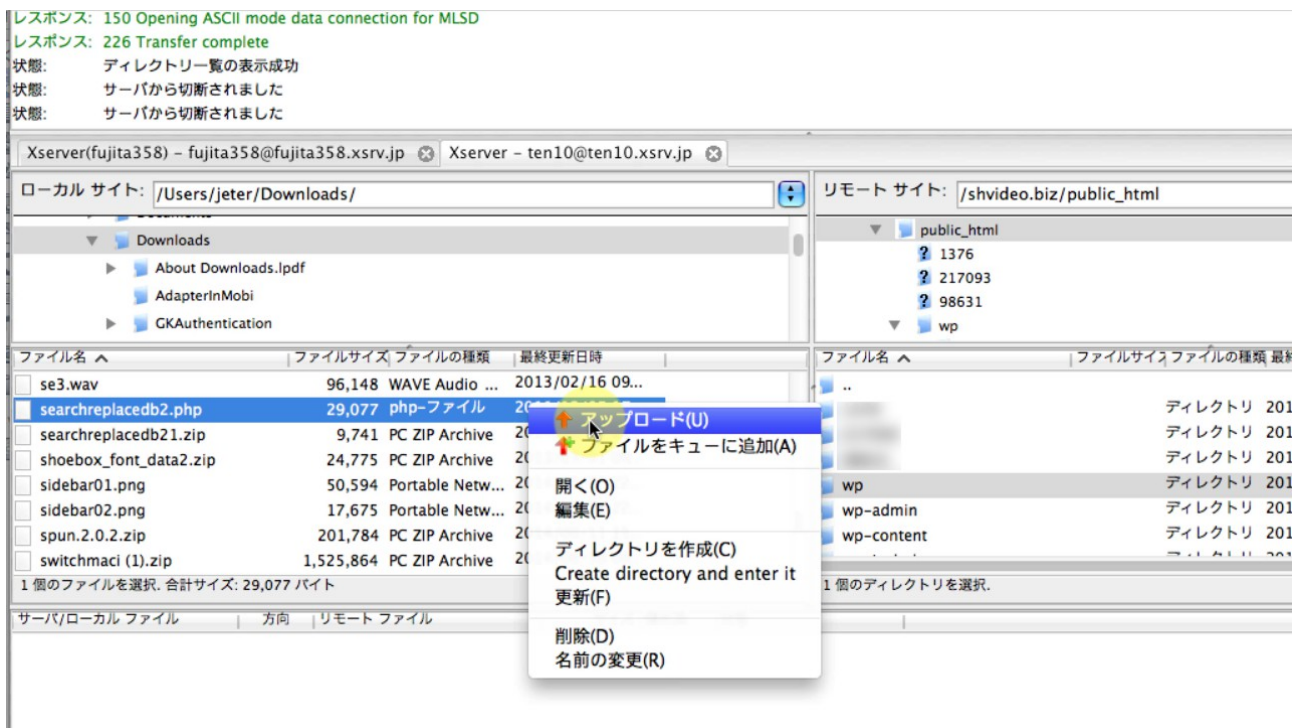 レスポンス: 150 Opening ASCII mode data connection for MLSD
レスポンス: 226 Transfer complete
状態: ディレクトリ一覧の表示成功
状態: サーバから切断されました
状態: サーバから切断されました
Xserver(fujita358) – fujita358@fujita358.xsrv.jp Xserver – ten10@ten10.xsrv.jp
ローカル サイト: /Users/jeter/Downloads/ リモート サイト: /shvideo.biz/public_html
Downloads
About Downloads.lpdf
AdapterInMobi
GKAuthentication
public_html
1376
217093
98631
wp
ファイル名 ファイルサイズ ファイルの種類 最終更新日時
se3.wav 96,148 WAVE Audio ... 2013/02/16 09...
searchreplacedb2.php 29,077 php-ファイル
searchreplacedb21.zip 9,741 PC ZIP Archive
shoebox_font_data2.zip 24,775 PC ZIP Archive
sidebar01.png 50,594 Portable Netw...
sidebar02.png 17,675 Portable Netw...
spun.2.0.2.zip 201,784 PC ZIP Archive
switchmaci (1).zip 1,525,864 PC ZIP Archive
1 個のファイルを選択. 合計サイズ: 29,077 バイト
アップロード(U)
ファイルをキューに追加(A)
開く(O)
編集(E)
ディレクトリを作成(C)
Create directory and enter it
更新(F)
削除(D)
名前の変更(R)
ファイル名 ファイルサイズ ファイルの種類
..
ディレクトリ 201
ディレクトリ 201
ディレクトリ 201
wp ディレクトリ 201
wp-admin ディレクトリ 201
wp-content ディレクトリ 201
1 個のディレクトリを選択.
サーバ/ローカル ファイル 方向 リモート ファイル